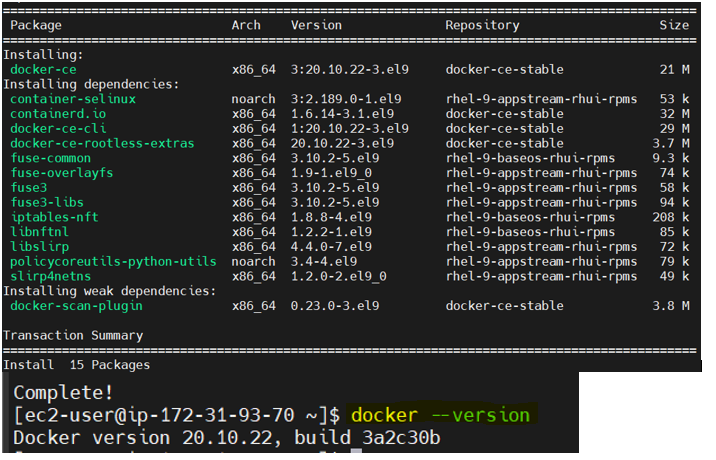 ================================================================================
Package Arch Version Repository Size
================================================================================
Installing:
docker-ce x86_64 3:20.10.22-3.el9 docker-ce-stable 21 M
Installing dependencies:
container-selinux noarch 3:2.189.0-1.el9 rhel-9-appstream-rhui-rpms 53 k
containerd.io x86_64 1.6.14-3.1.el9 docker-ce-stable 32 M
docker-ce-cli x86_64 1:20.10.22-3.el9 docker-ce-stable 29 M
docker-ce-rootless-extras x86_64 20.10.22-3.el9 docker-ce-stable 3.7 M
fuse-common x86_64 3.10.2-5.el9 rhel-9-baseos-rhui-rpms 9.3 k
fuse-overlayfs x86_64 1.9-1.el9_0 rhel-9-appstream-rhui-rpms 74 k
fuse3 x86_64 3.10.2-5.el9 rhel-9-appstream-rhui-rpms 58 k
fuse3-libs x86_64 3.10.2-5.el9 rhel-9-appstream-rhui-rpms 94 k
iptables-nft x86_64 1.8.8-4.el9 rhel-9-baseos-rhui-rpms 208 k
libnftnl x86_64 1.2.2-1.el9 rhel-9-baseos-rhui-rpms 85 k
libslirp x86_64 4.4.0-7.el9 rhel-9-appstream-rhui-rpms 72 k
policycoreutils-python-utils noarch 3.4-4.el9 rhel-9-appstream-rhui-rpms 79 k
slirp4netns x86_64 1.2.0-2.el9_0 rhel-9-appstream-rhui-rpms 49 k
Installing weak dependencies:
docker-scan-plugin x86_64 0.23.0-3.el9 docker-ce-stable 3.8 M
Transaction Summary
================================================================================
Install 15 Packages
Complete!
[ec2-user@ip-172-31-93-70 ~]$ docker --version
Docker version 20.10.22, build 3a2c30b